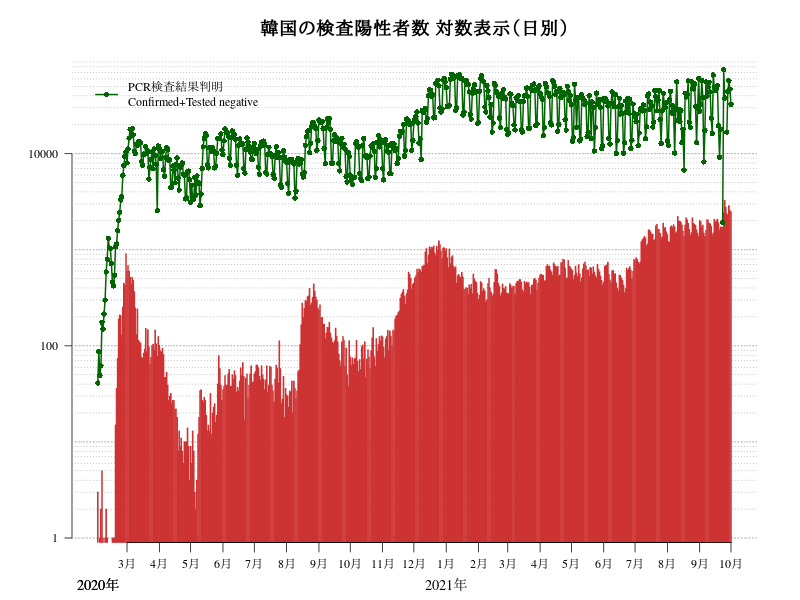 韓国の検査陽性者数 対数表示(日別)
PCR検査結果判明
Confirmed+Tested negative
10000
100
1
3月 4月 5月 6月 7月 8月 9月 10月 11月 12月 1月 2月 3月 4月 5月 6月 7月 8月 9月 10月
2020年 2021年